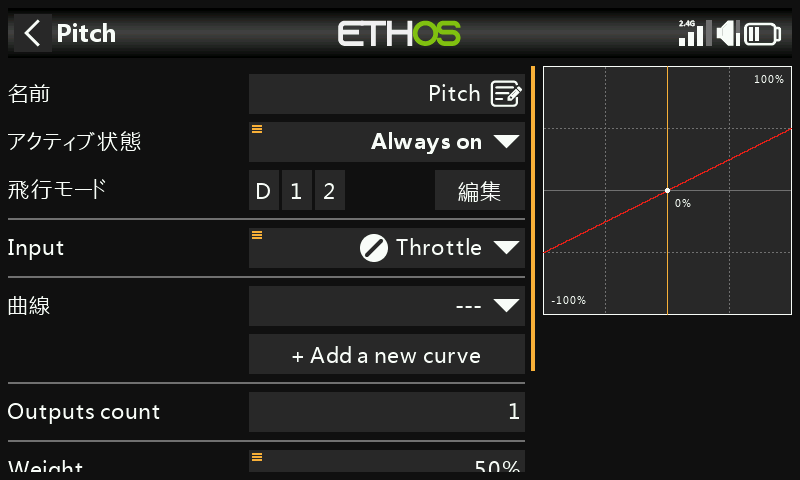 Pitch
ETHOS
2.4G
名前
Pitch
アクティブ状態
Always on
飛行モード
D 1 2
編集
Input
Throttle
曲線
---
+ Add a new curve
Outputs count
1
Weight
50%
100%
0%
-100%